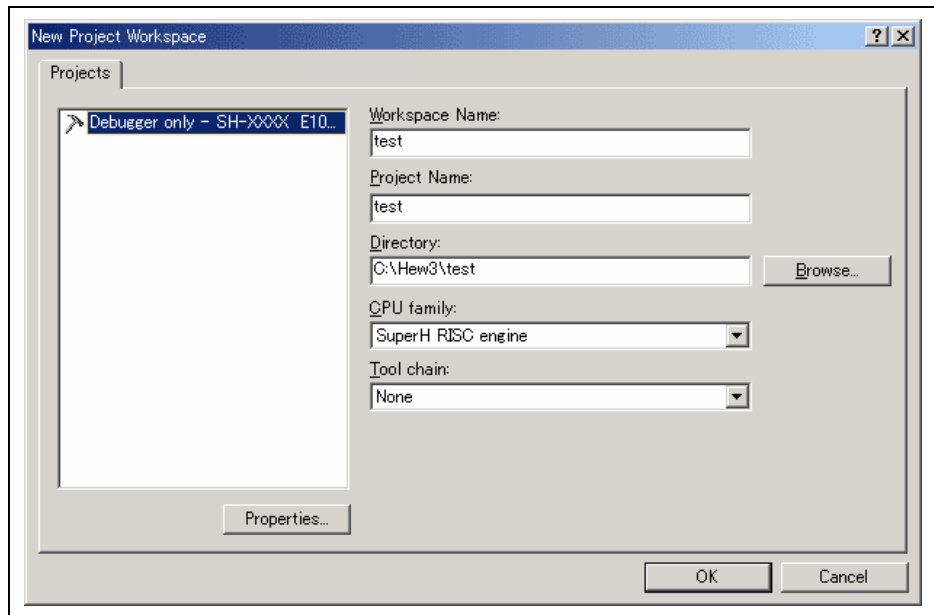 New Project Workspace
Projects
Debugger only - SH-XXXX E10...
Workspace Name:
test
Project Name:
test
Directory:
C:\Hew3\test
Browse...
CPU family:
SuperH RISC engine
Tool chain:
None
Properties...
OK
Cancel